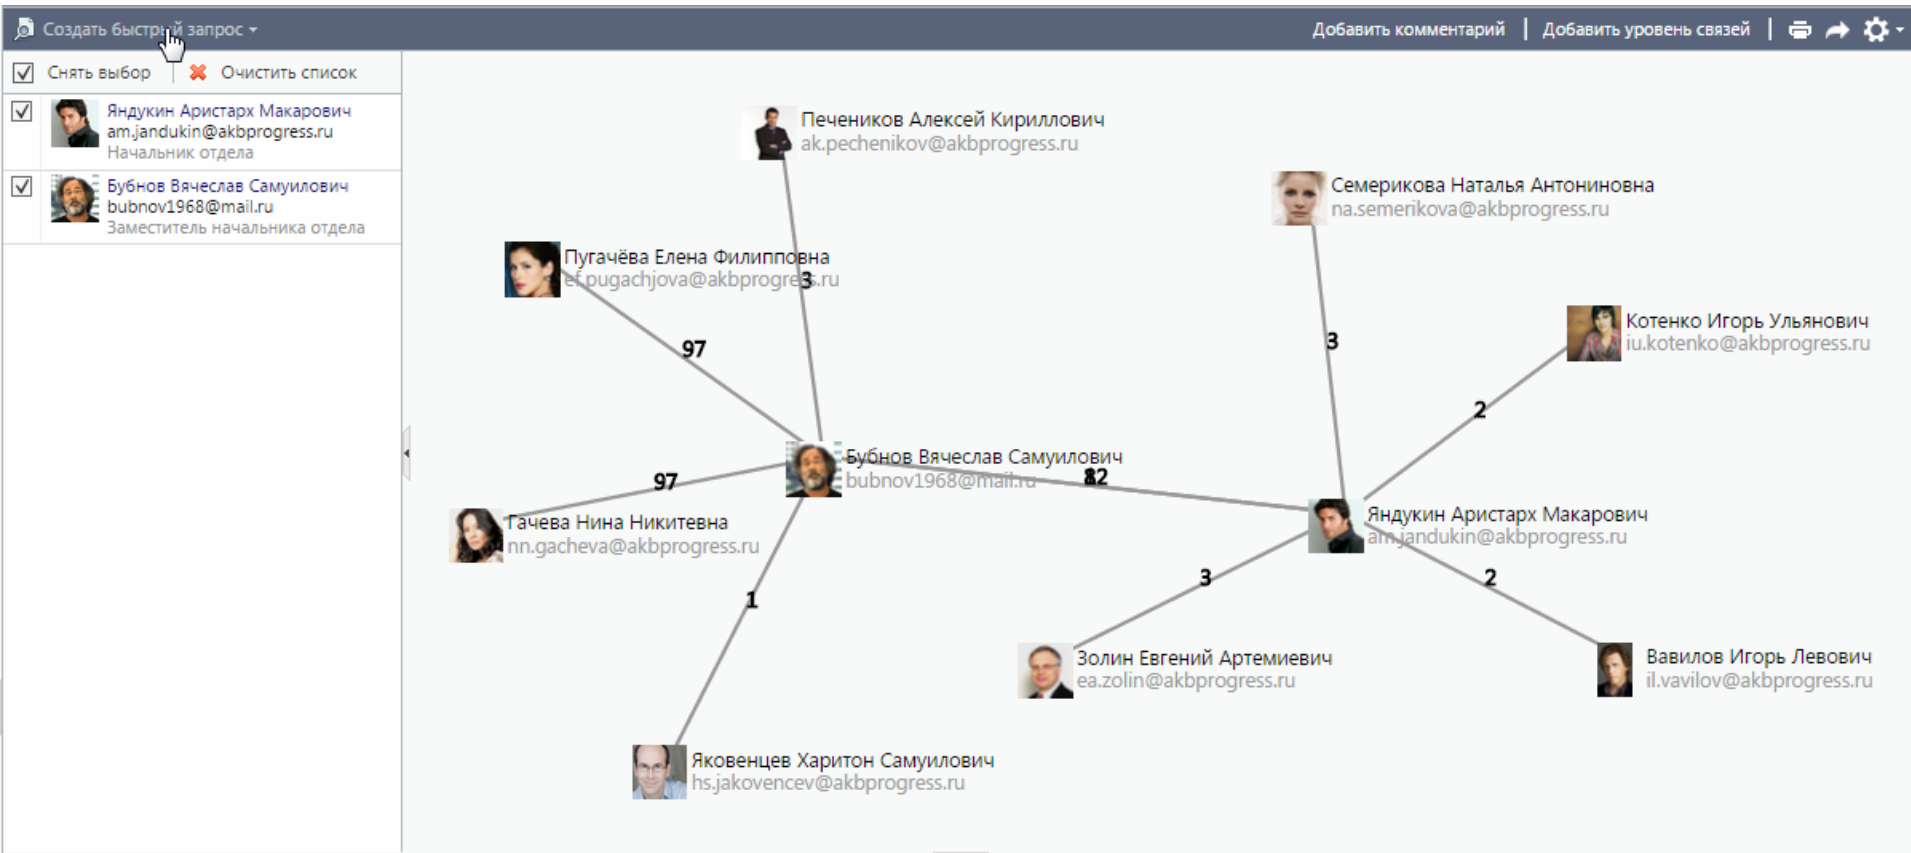 Создать быстрый запрос
Добавить комментарий
Добавить уровень связей
Снять выбор
Очистить список
Яндукин Аристарх Макарович
am.jandukin@akbprogress.ru
Начальник отдела
Бубнов Вячеслав Самуилович
bubnov1968@mail.ru
Заместитель начальника отдела
Печеников Алексей Кириллович
ak.pechenikov@akbprogress.ru
Семерикова Наталья Антониновна
na.semerikova@akbprogress.ru
Пугачёва Елена Филипповна
ef.pugachjova@akbprogress.ru
3
97
3
Котенко Игорь Ульянович
iu.kotenko@akbprogress.ru
2
Бубнов Вячеслав Самуилович
bubnov1968@mail.ru
97
Гачева Нина Никитевна
nn.gacheva@akbprogress.ru
Яндукин Аристарх Макарович
am.jandukin@akbprogress.ru
1
3
2
Золин Евгений Артемиевич
ea.zolin@akbprogress.ru
Вавилов Игорь Левович
il.vavilov@akbprogress.ru
Яковенцев Харитон Самуилович
hs.jakovencev@akbprogress.ru